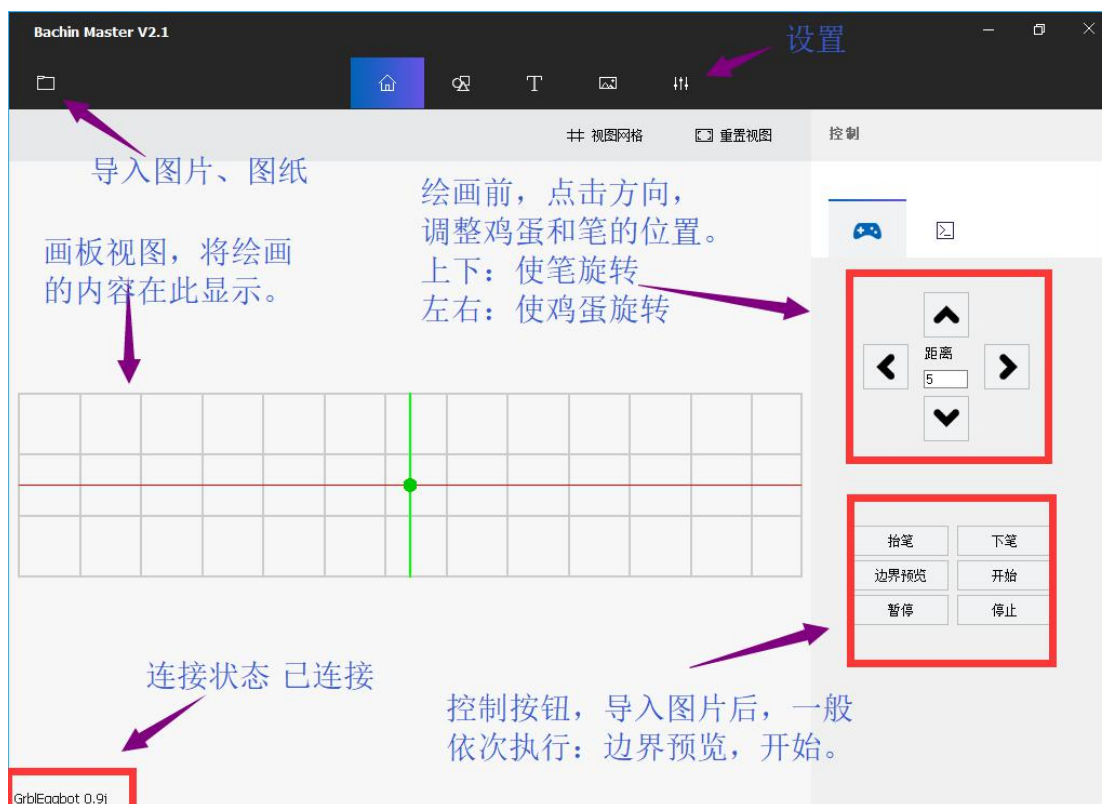 Bachin Master V2.1
设置
T
视图网格
重置视图
控制
导入图片、图纸
绘画前，点击方向，
调整鸡蛋和笔的位置。
上下：使笔旋转
左右：使鸡蛋旋转
画板视图，将绘画
的内容在此显示。
距离
5
抬笔
下笔
边界预览
开始
暂停
停止
连接状态 已连接
控制按钮，导入图片后，一般
依次执行：边界预览，开始。
GrblEggbot 0.9i